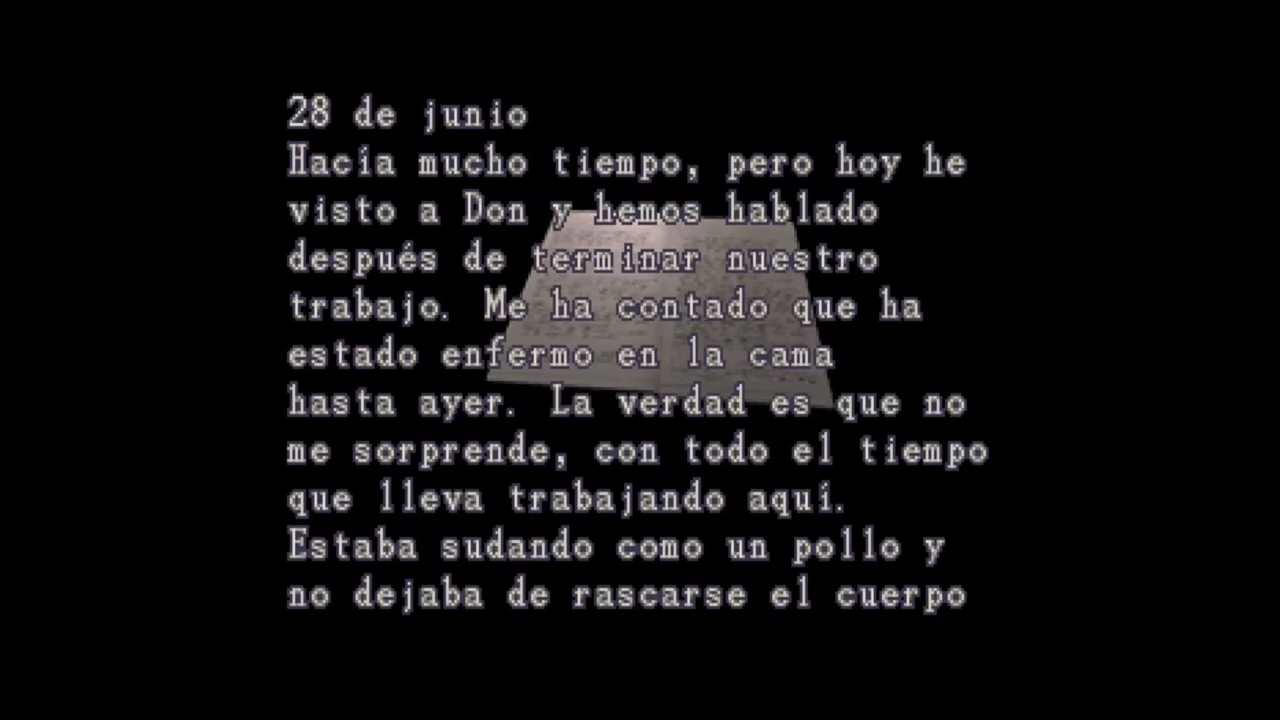 28 de junio
Hacía mucho tiempo, pero hoy he
visto a Don y hemos hablado
después de terminar nuestro
trabajo. Me ha contado que ha
estado enfermo en la cama
hasta ayer. La verdad es que no
me sorprende, con todo el tiempo
que lleva trabajando aquí.
Estaba sudando como un pollo y
no dejaba de rascarse el cuerpo